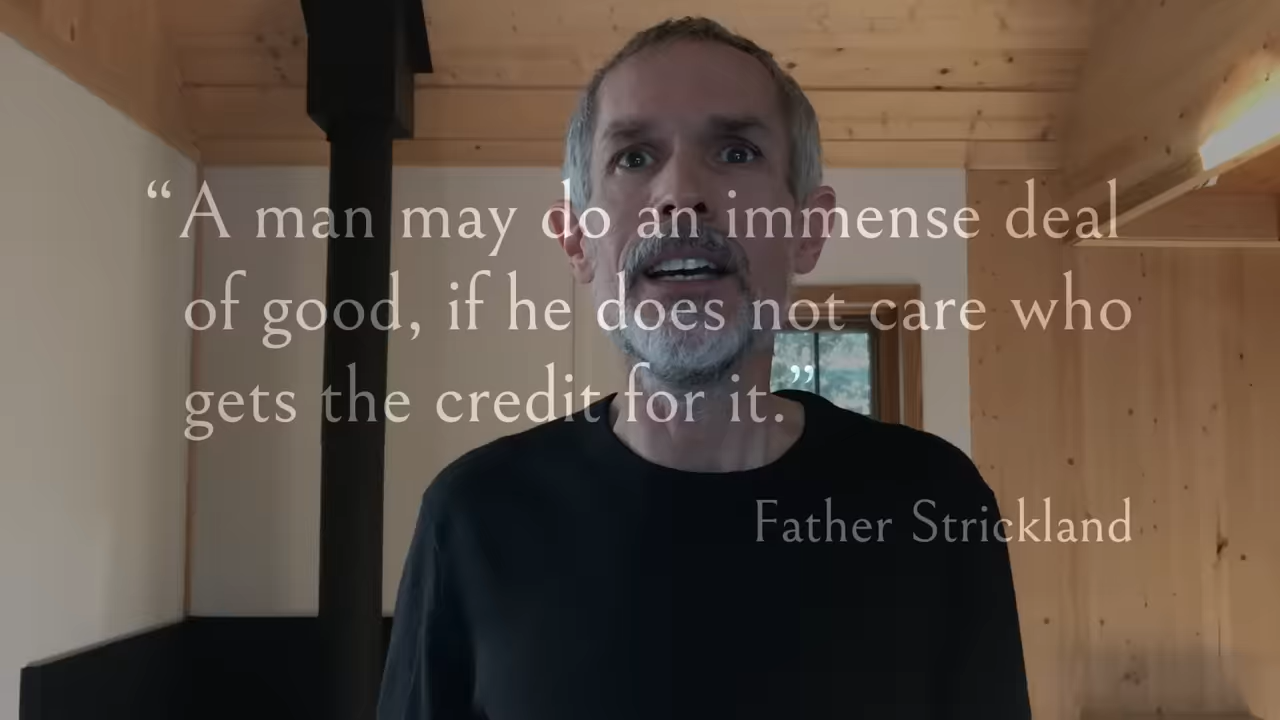 “A man may do an immense deal
of good, if he does not care who
gets the credit for it.”
Father Strickland